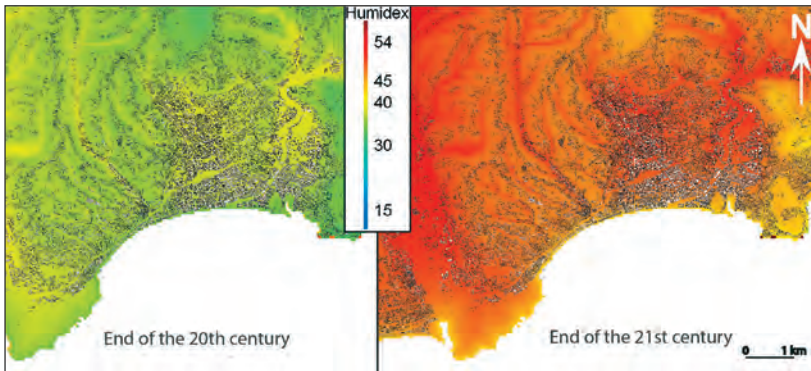 Humidex
54
45
40
30
15
End of the 20th century
N
End of the 21st century
0 1 km